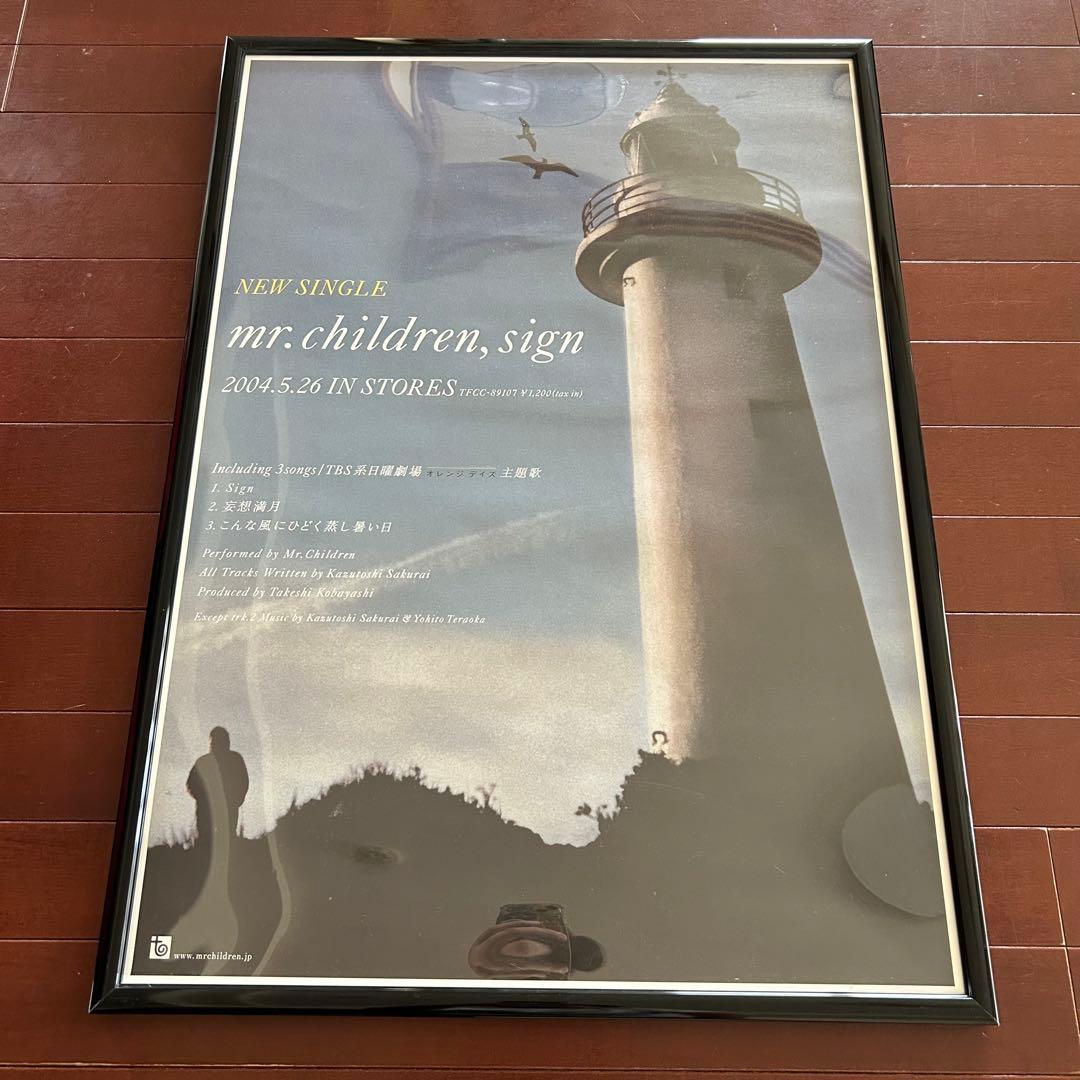 NEW SINGLE
mr.children, sign
2004.5.26 IN STORES TFCC-89107 ¥1,200(tax in)
Including 3songs/TBS系日曜劇場 オレンジデイズ 主題歌
1. Sign
2. 妄想満月
3. こんな風にひどく蒸し暑い日
Performed by Mr.Children
All Tracks Written by Kazutoshi Sakurai
Produced by Takeshi Kobayashi
Except trk.2 Music by Kazutoshi Sakurai & Yohito Teraoka
www.mrchildren.jp